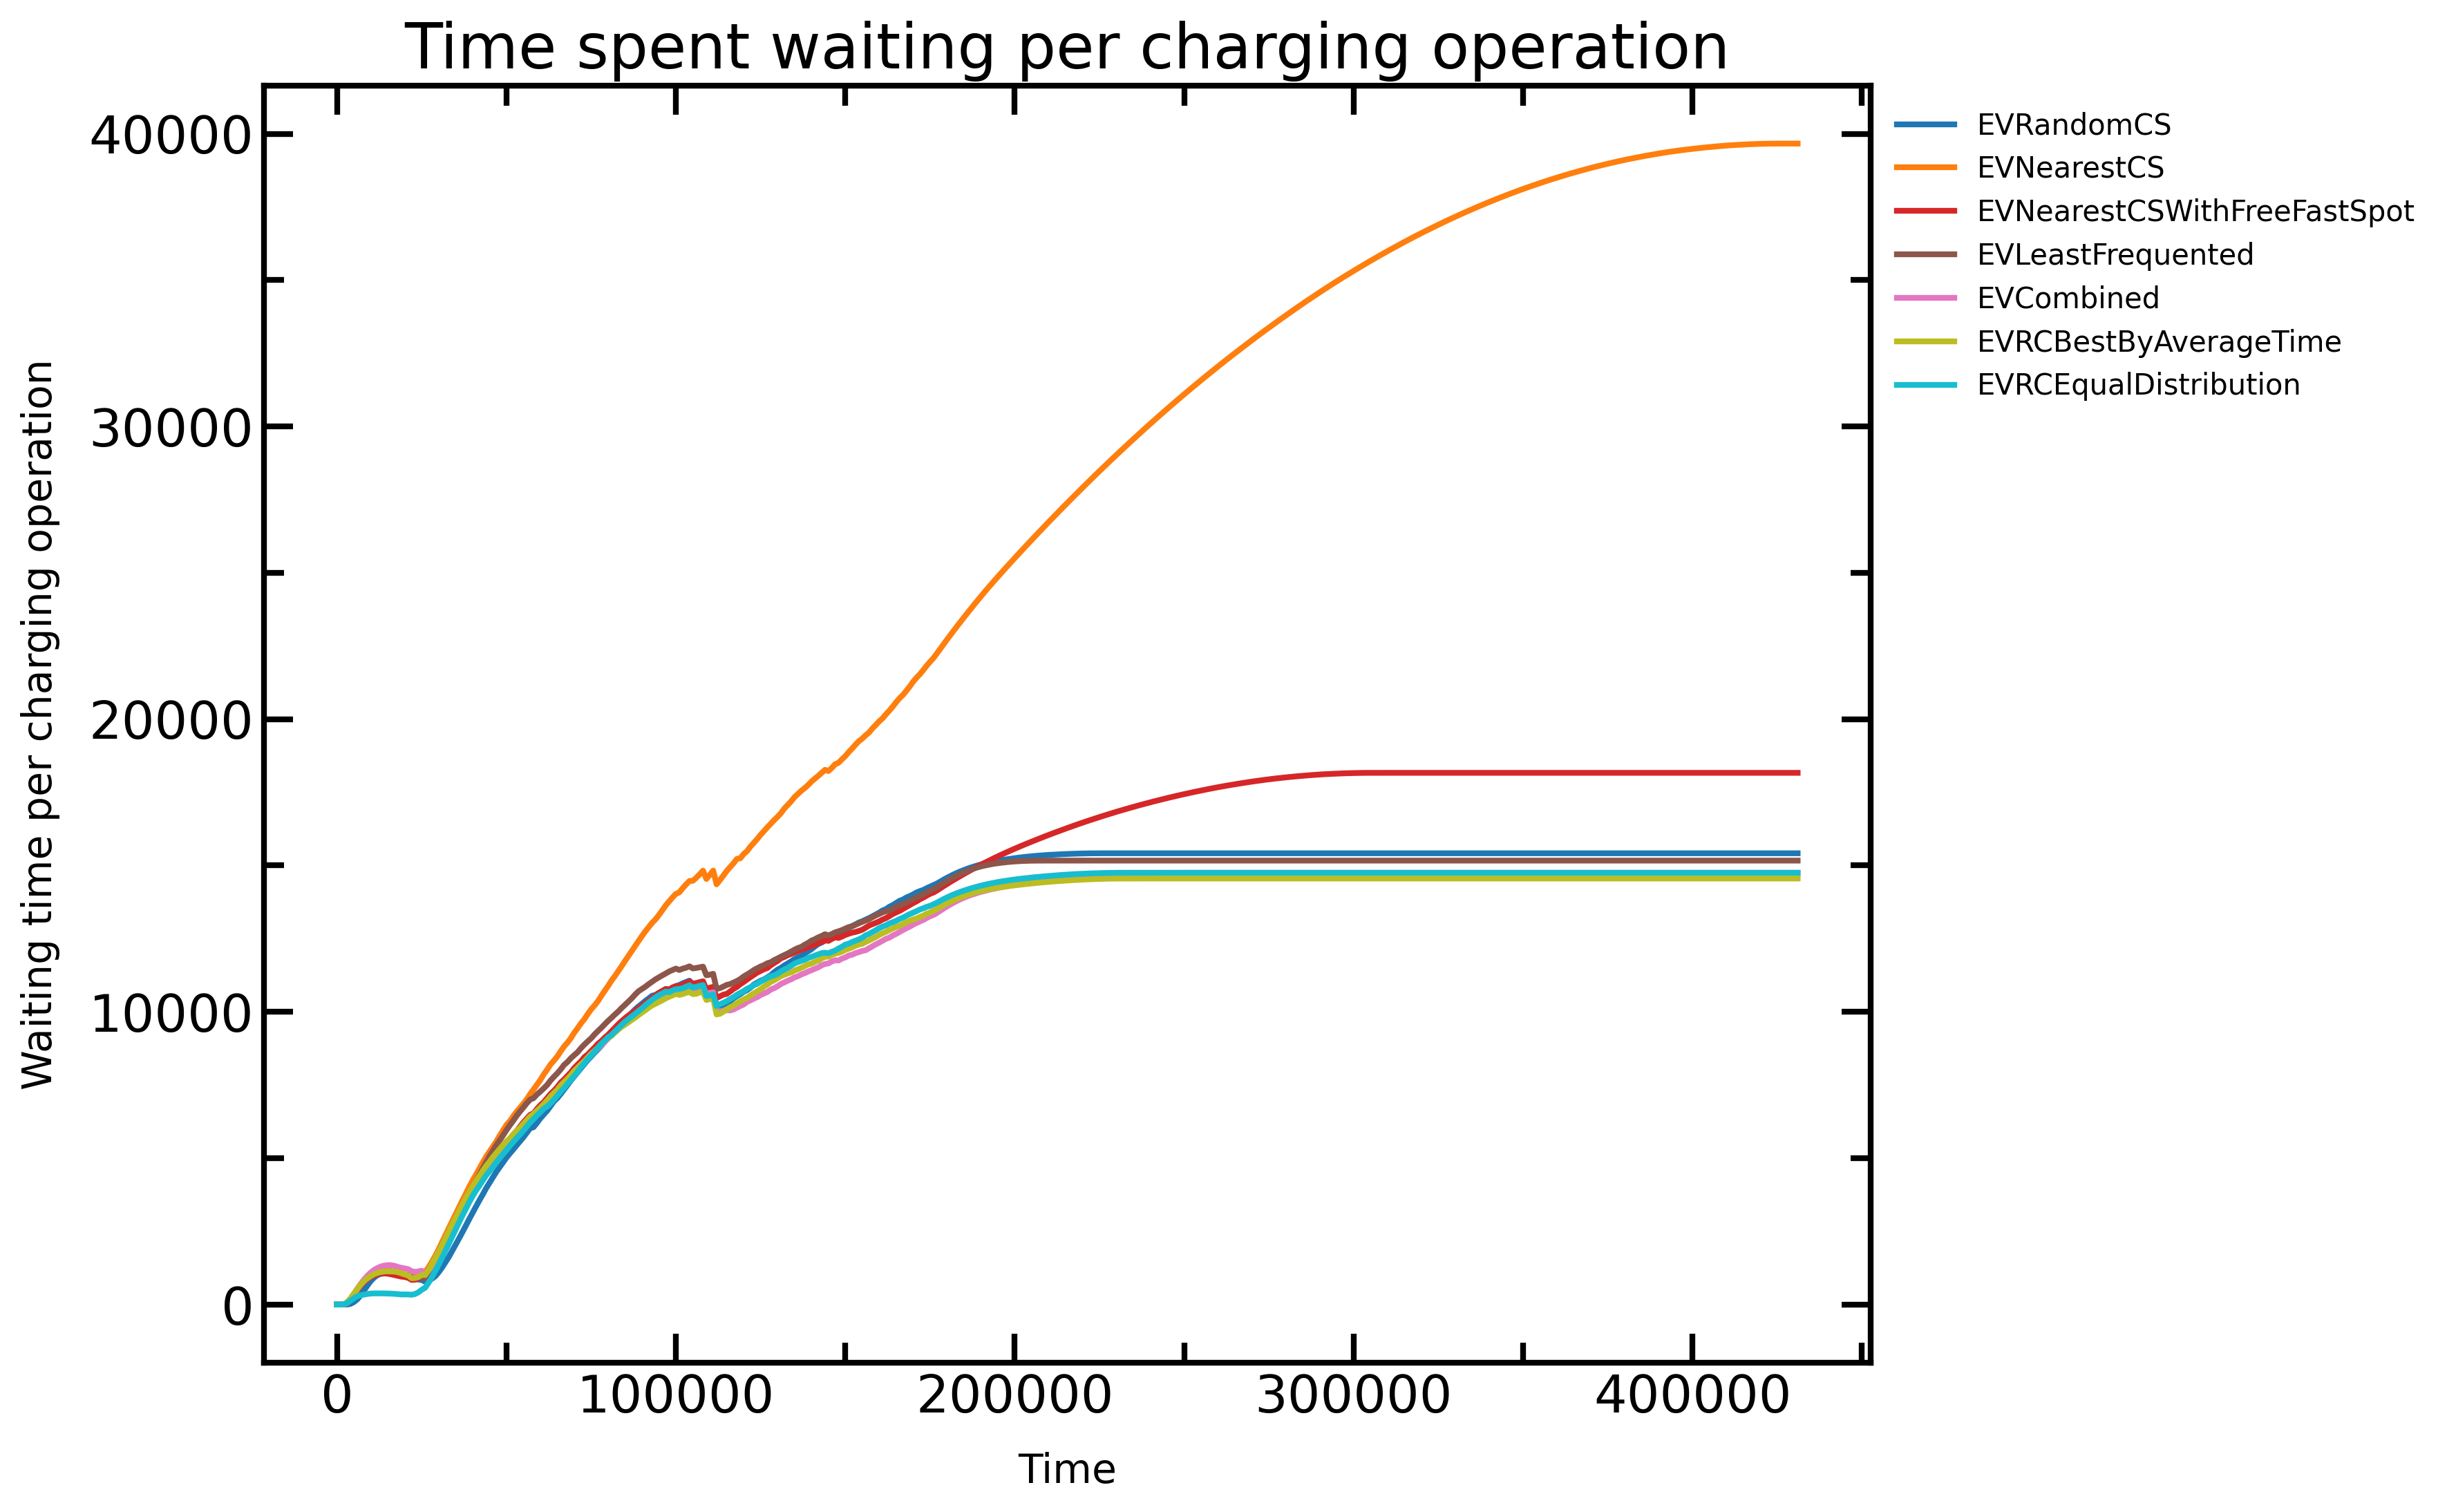 Time spent waiting per charging operation
Waiting time per charging operation
40000
30000
20000
10000
0
0 100000 200000 300000 400000
Time
EVRandomCS
EVNearestCS
EVNearestCSWithFreeFastSpot
EVLeastFrequented
EVCombined
EVRCBestByAverageTime
EVRCEqualDistribution